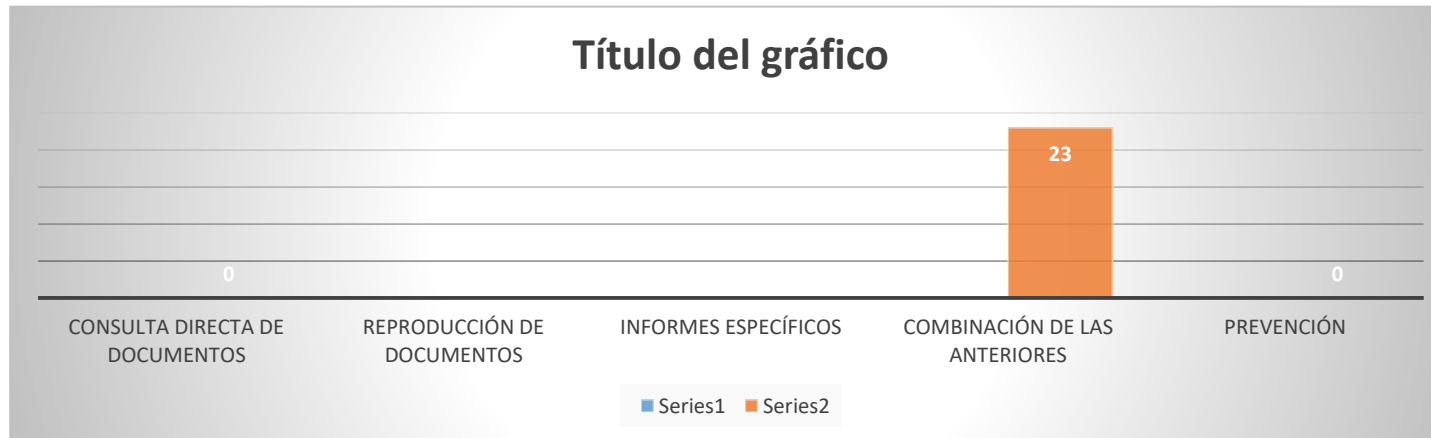 Título del gráfico
23
0
0
CONSULTA DIRECTA DE
DOCUMENTOS
REPRODUCCIÓN DE
DOCUMENTOS
INFORMES ESPECÍFICOS
COMBINACIÓN DE LAS
ANTERIORES
PREVENCIÓN
Series1 Series2